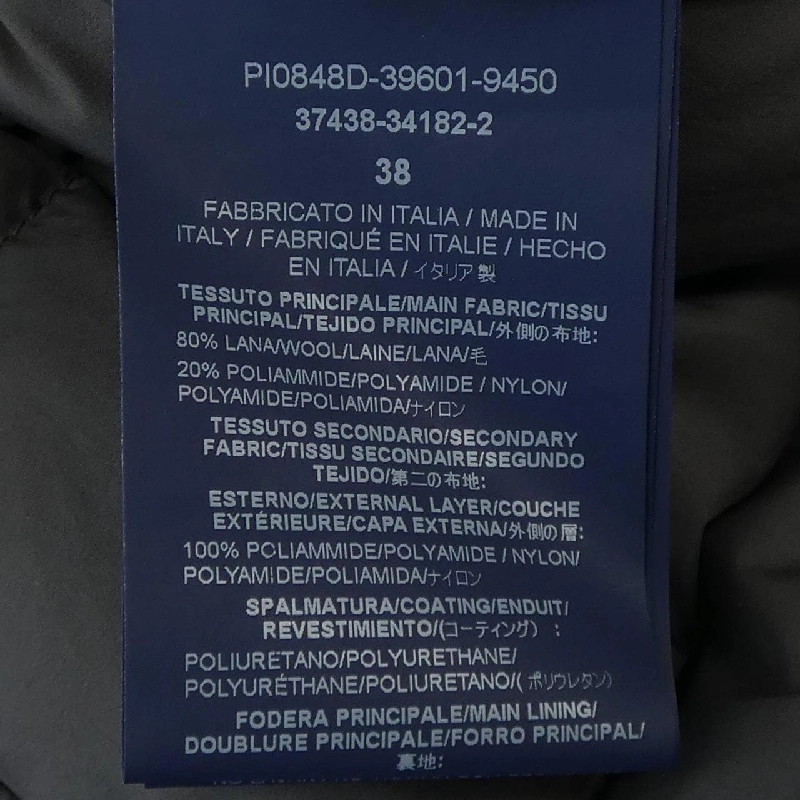 PI0848D-39601-9450
37438-34182-2
38
FABBRICATO IN ITALIA / MADE IN
ITALY / FABRIQUÉ EN ITALIE / HECHO
EN ITALIA / イタリア製
TESSUTO PRINCIPALE/MAIN FABRIC/TISSU
PRINCIPAL/TEJIDO PRINCIPAL/外側の布地:
80% LANA/WOOL/LAINE/LANA/毛
20% POLIAMMIDE/POLYAMIDE / NYLON/
POLYAMIDE/POLIAMIDA/ナイロン
TESSUTO SECONDARIO/SECONDARY
FABRIC/TISSU SECONDAIRE/SEGUNDO
TEJIDO/第二の布地:
ESTERNO/EXTERNAL LAYER/COUCHE
EXTÉRIEURE/CAPA EXTERNA/外側の層:
100% POLIAMMIDE/POLYAMIDE / NYLON/
POLYAMIDE/POLIAMIDA/ナイロン
SPALMATURA/COATING/ENDUIT/
REVESTIMIENTO/(コーティング) :
POLIURETANO/POLYURETHANE/
POLYURÉTHANE/POLIURETANO/( ポリウレタン)
FODERA PRINCIPALE/MAIN LINING/
DOUBLURE PRINCIPALE/FORRO PRINCIPAL/
裏地: